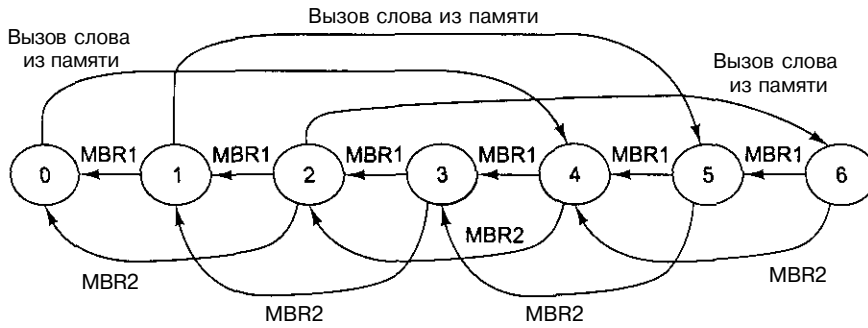 Вызов слова из памяти
Вызов слова
из памяти
Вызов слова
из памяти
MBR1
MBR1
MBR1
MBR1
MBR1
MBR1
0
1
2
3
4
5
6
MBR2
MBR2
MBR2
MBR2
MBR2